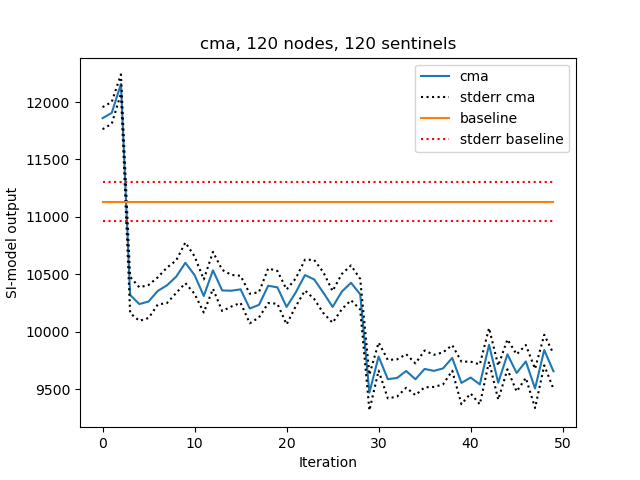 cma, 120 nodes, 120 sentinels
cma
stderr cma
baseline
stderr baseline
12000
11500
11000
10500
10000
9500
SI-model output
0 10 20 30 40 50
Iteration